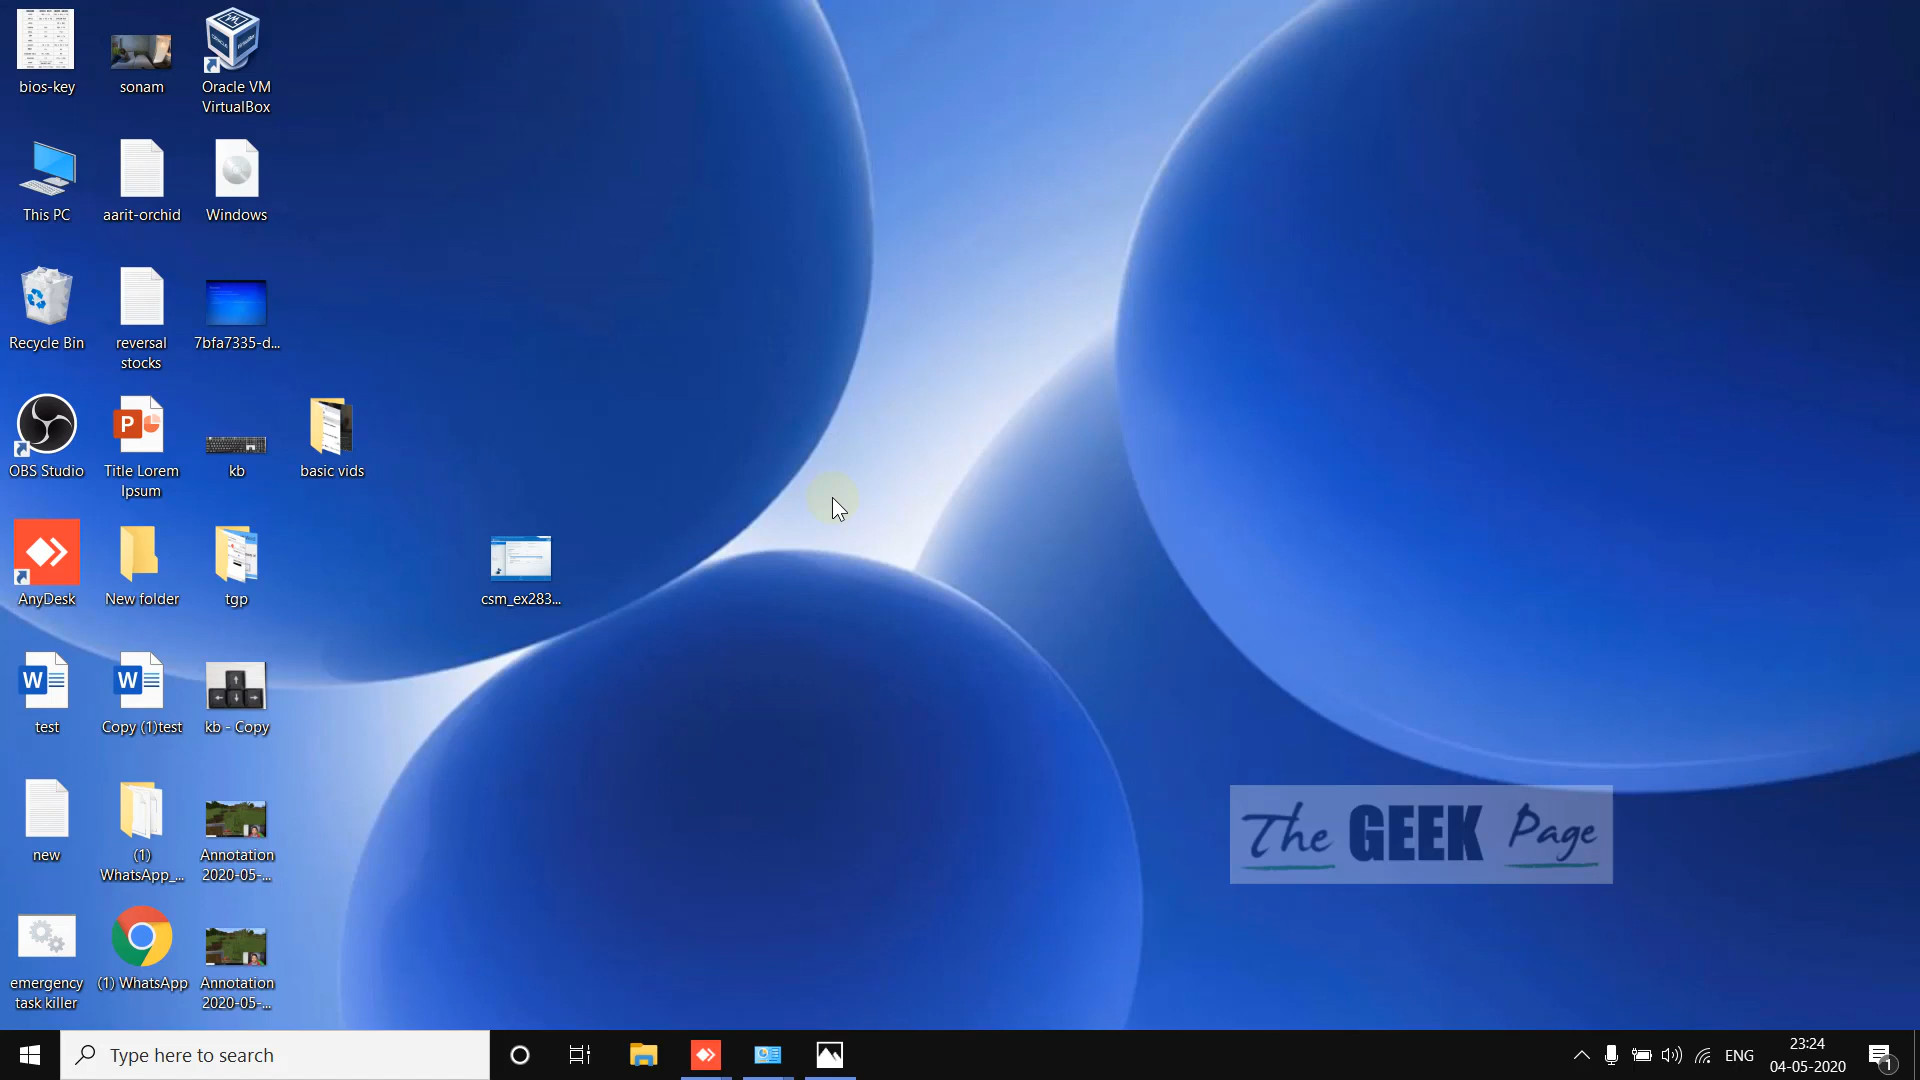 bios-key
sonam
Oracle VM
VirtualBox
This PC
aarit-orchid
Windows
Recycle Bin
reversal
stocks
7bfa7335-d...
OBS Studio
Title Lorem
Ipsum
kb
basic vids
AnyDesk
New folder
tgp
csm_ex283...
test
Copy (1)test
kb - Copy
new
(1)
WhatsApp_...
Annotation
2020-05-...
The GEEK Page
emergency
task killer
(1) WhatsApp
Annotation
2020-05-...
Type here to search
ENG
23:24
04-05-2020
1